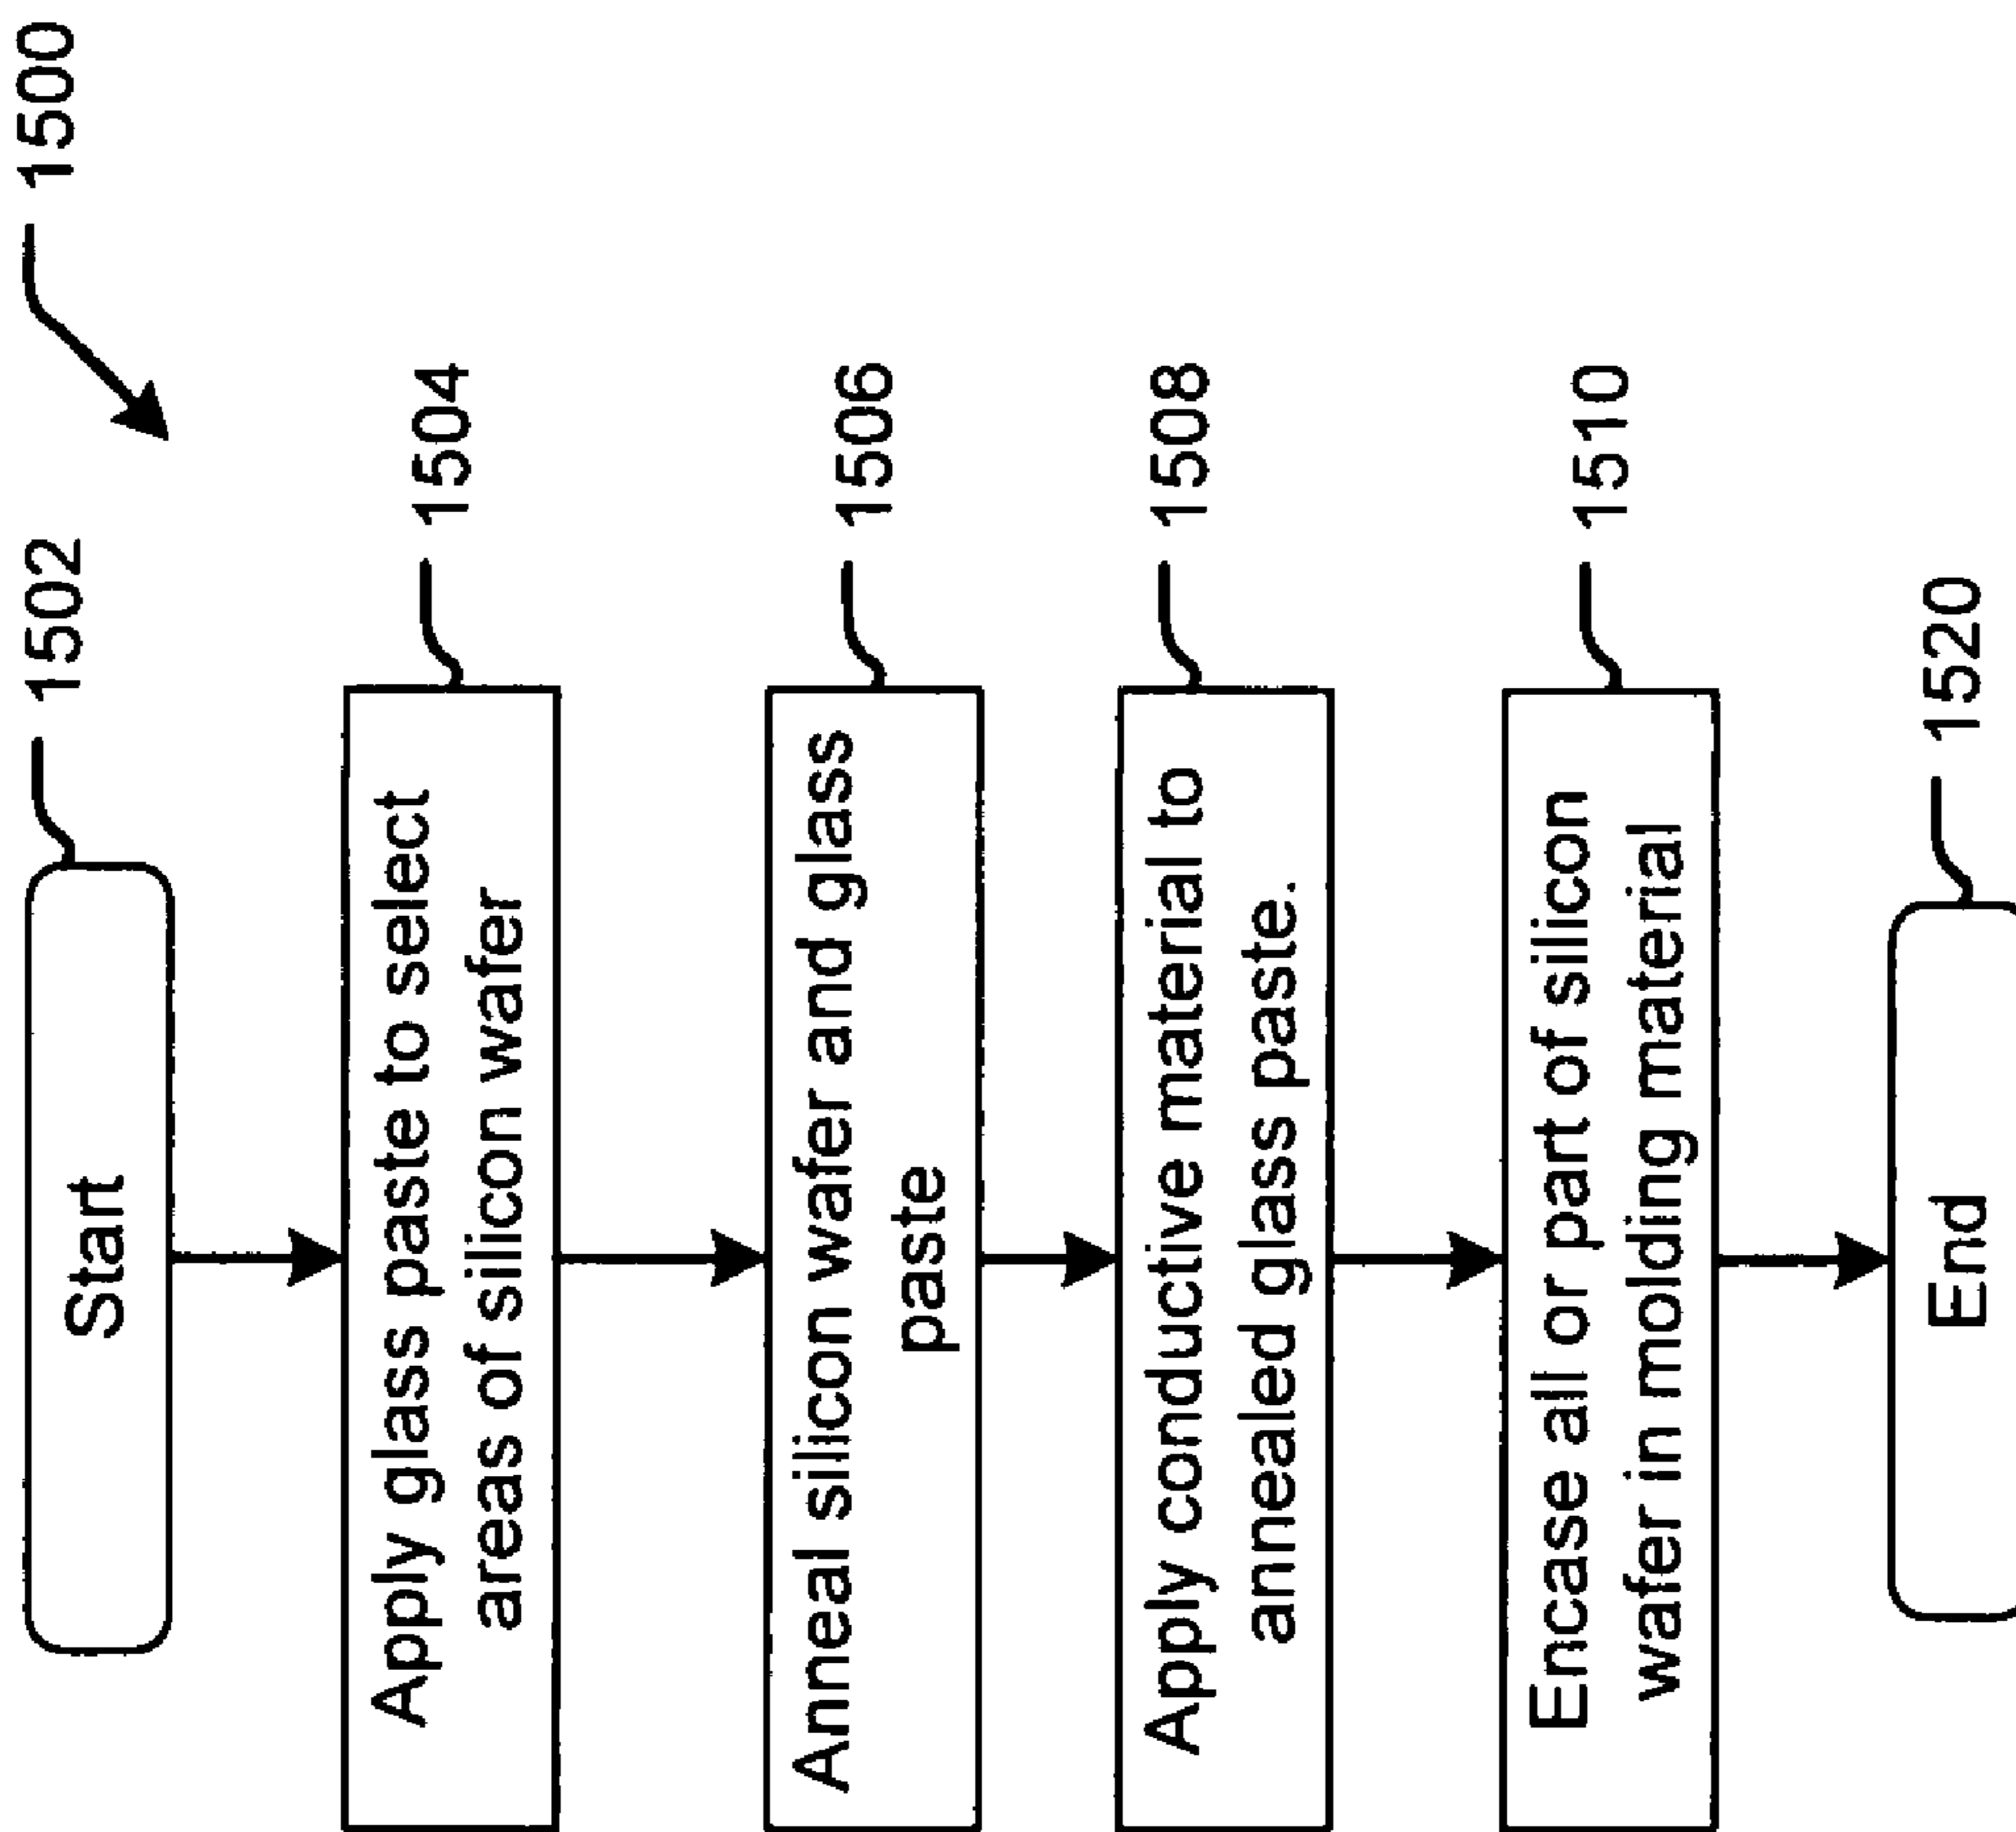 1500
Start
1502
Apply glass paste to select
areas of silicon wafer
1504
Anneal silicon wafer and glass
paste
1506
Apply conductive material to
annealed glass paste.
1508
Encase all or part of silicon
wafer in molding material
1510
End
1520